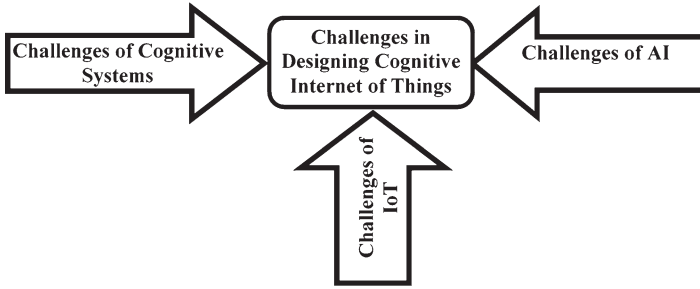 Challenges of Cognitive
Systems
Challenges in
Designing Cognitive
Internet of Things
Challenges of AI
Challenges of
IoT